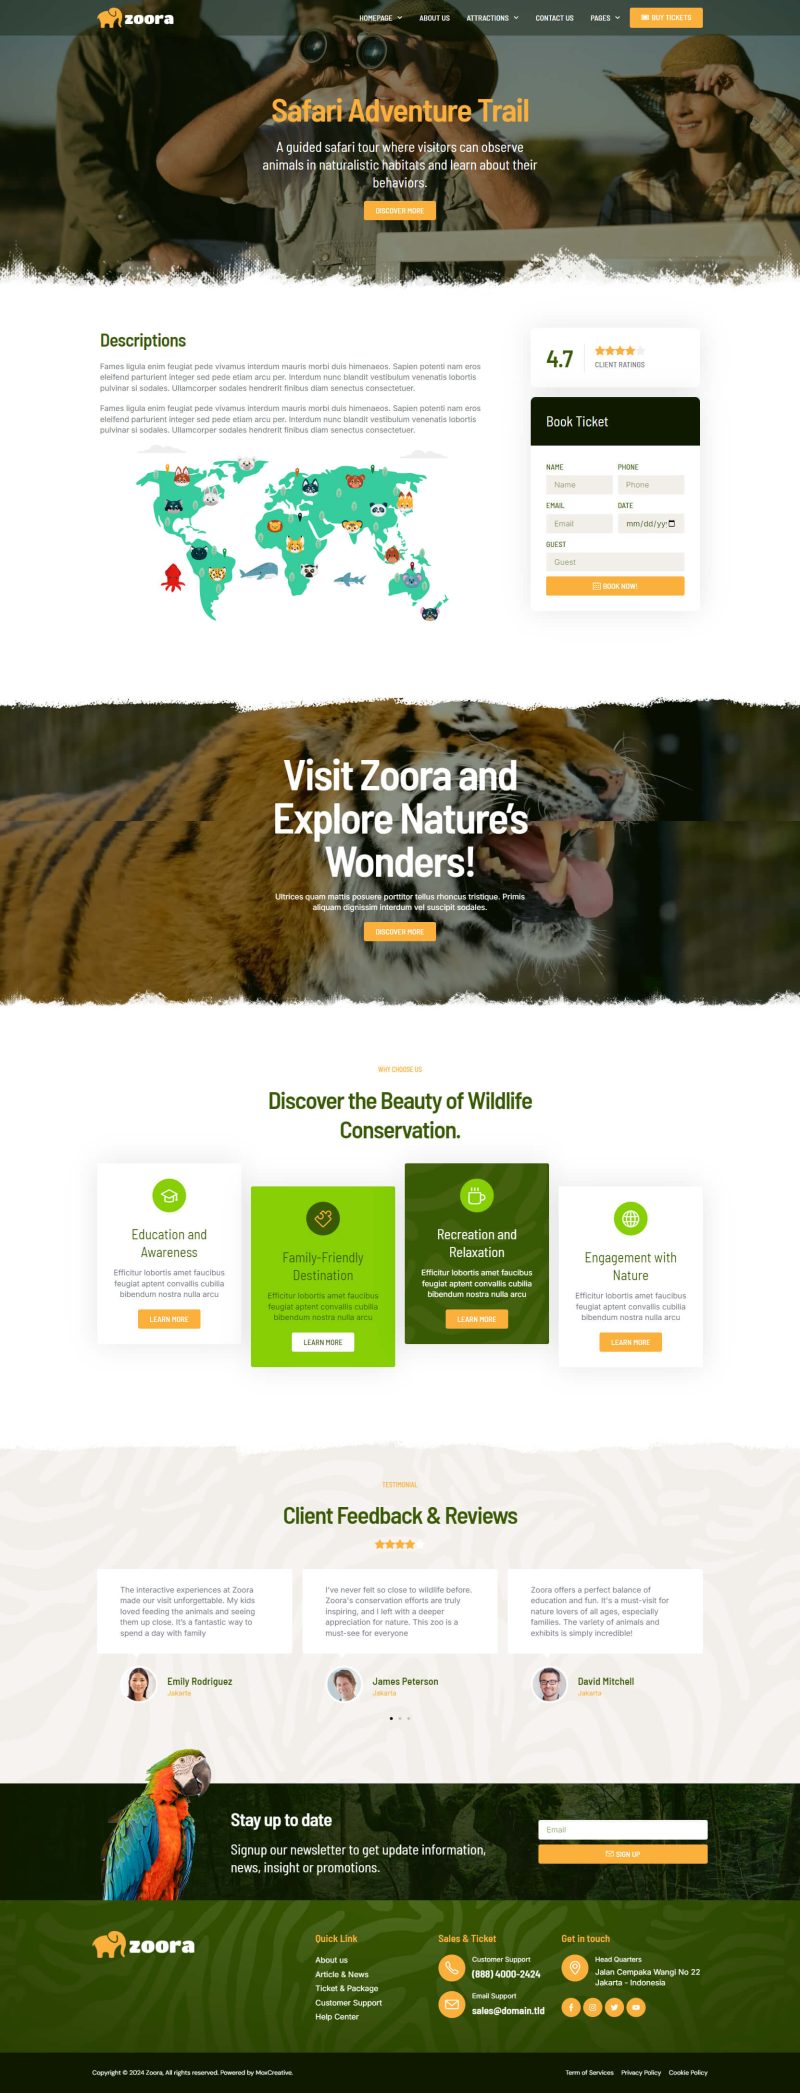 zoora
HOMEPAGE
ABOUT US
ATTRACTIONS
CONTACT US
PAGES
BUY TICKETS
Safari Adventure Trail
A guided safari tour where visitors can observe
animals in naturalistic habitats and learn about their
behaviors.
DISCOVER MORE
Descriptions
Fames ligula enim feugiat pede vivamus interdum mauris morbi duis himenaeos. Sapien potenti nam eros
eleifend parturient integer sed pede etiam arcu per. Interdum nunc blandit vestibulum venenatis lobortis
pulvinar si sodales. Ullamcorper sodales hendrerit finibus diam senectus consectetuer.
Fames ligula enim feugiat pede vivamus interdum mauris morbi duis himenaeos. Sapien potenti nam eros
eleifend parturient integer sed pede etiam arcu per. Interdum nunc blandit vestibulum venenatis lobortis
pulvinar si sodales. Ullamcorper sodales hendrerit finibus diam senectus consectetuer.
4.7
CLIENT RATINGS
Book Ticket
NAME
PHONE
Name
Phone
EMAIL
DATE
Email
mm/dd/yy
GUEST
Guest
BOOK NOW!
Visit Zoora and
Explore Nature's
Wonders!
Ultrices quam mattis posuere porttitor tellus rhoncus tristique. Primis
aliquam dignissim interdum vel suscipit sodales.
DISCOVER MORE
WHY CHOOSE US
Discover the Beauty of Wildlife
Conservation.
Education and
Awareness
Efficitur lobortis amet faucibus
feugiat aptent convallis cubilia
bibendum nostra nulla arcu
LEARN MORE
Family-Friendly
Destination
Efficitur lobortis amet faucibus
feugiat aptent convallis cubilia
bibendum nostra nulla arcu
LEARN MORE
Recreation and
Relaxation
Efficitur lobortis amet faucibus
feugiat aptent convallis cubilia
bibendum nostra nulla arcu
LEARN MORE
Engagement with
Nature
Efficitur lobortis amet faucibus
feugiat aptent convallis cubilia
bibendum nostra nulla arcu
LEARN MORE
TESTIMONIAL
Client Feedback & Reviews
The interactive experiences at Zoora
made our visit unforgettable. My kids
loved feeding the animals and seeing
them up close. It's a fantastic way to
spend a day with family
Emily Rodriguez
Jakarta
I've never felt so close to wildlife before.
Zoora's conservation efforts are truly
inspiring, and I left with a deeper
appreciation for nature. This zoo is a
must-see for everyone
James Peterson
Jakarta
Zoora offers a perfect balance of
education and fun. It's a must-visit for
nature lovers of all ages, especially
families. The variety of animals and
exhibits is simply incredible!
David Mitchell
Jakarta
Stay up to date
Signup our newsletter to get update information,
news, insight or promotions.
Email
SIGN UP
zoora
Quick Link
About us
Article & News
Ticket & Package
Customer Support
Help Center
Sales & Ticket
Customer Support
(888) 4000-2424
Email Support
sales@domain.tld
Get in touch
Head Quarters
Jalan Cempaka Wangi No 22
Jakarta - Indonesia
Copyright © 2024 Zoora, All rights reserved. Powered by MoxCreative.
Terms of Services
Privacy Policy
Cookie Policy